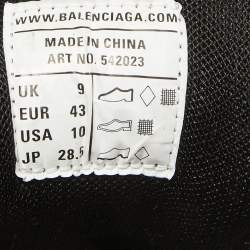 WWW.BALENCIAGA.COM
MADE IN CHINA
ART NO. 542023
UK 9
EUR 43
USA 10
JP 28.5